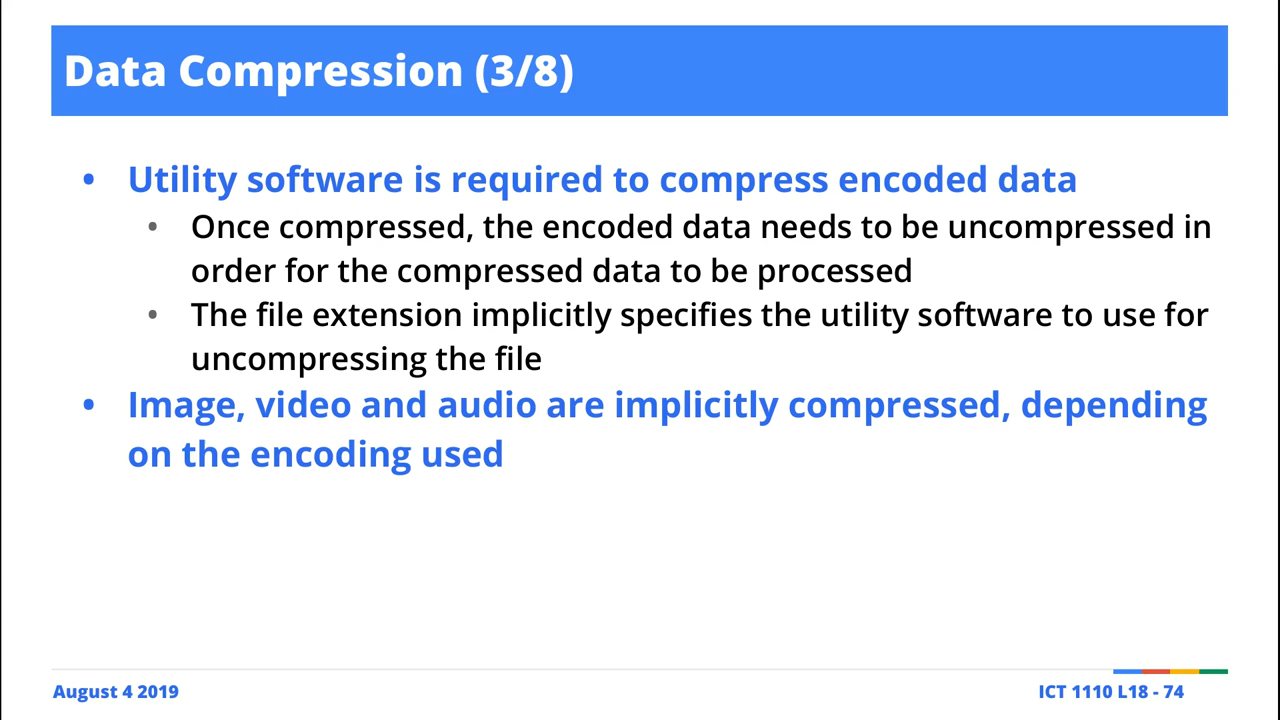 Data Compression (3/8)
• Utility software is required to compress encoded data
• Once compressed, the encoded data needs to be uncompressed in
order for the compressed data to be processed
• The file extension implicitly specifies the utility software to use for
uncompressing the file
• Image, video and audio are implicitly compressed, depending
on the encoding used
August 4 2019
ICT 1110 L18 - 74